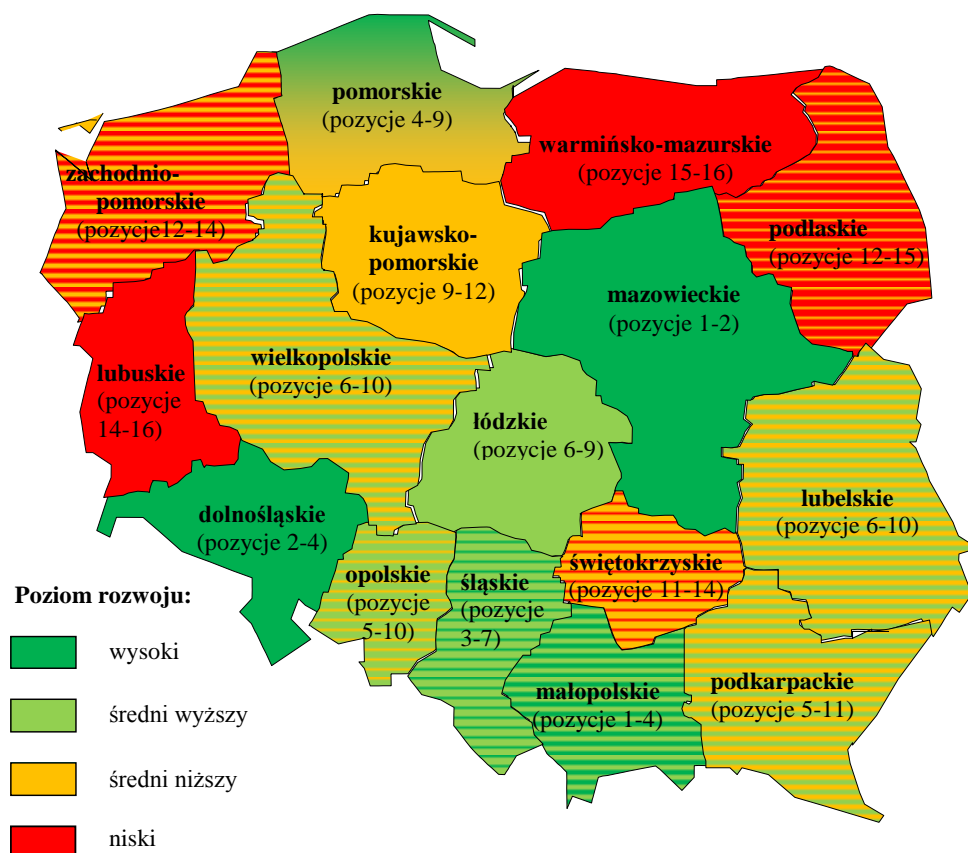 pomorskie
(pozycje 4-9)
warmińsko-mazurskie
(pozycje 15-16)
zachodnio-
pomorskie
(pozycje12-14)
kujawsko-
pomorskie
(pozycje 9-12)
podlaskie
(pozycje 12-15)
mazowieckie
(pozycje 1-2)
wielkopolskie
(pozycje 6-10)
lubuskie
(pozycje
14-16)
łódzkie
(pozycje 6-9)
lubelskie
(pozycje 6-10)
dolnośląskie
(pozycje 2-4)
opolskie
(pozycje
5-10)
śląskie
(pozycje
3-7)
świętokrzyskie
(pozycje 11-14)
małopolskie
(pozycje 1-4)
podkarpackie
(pozycje 5-11)
Poziom rozwoju:
wysoki
średni wyższy
średni niższy
niski